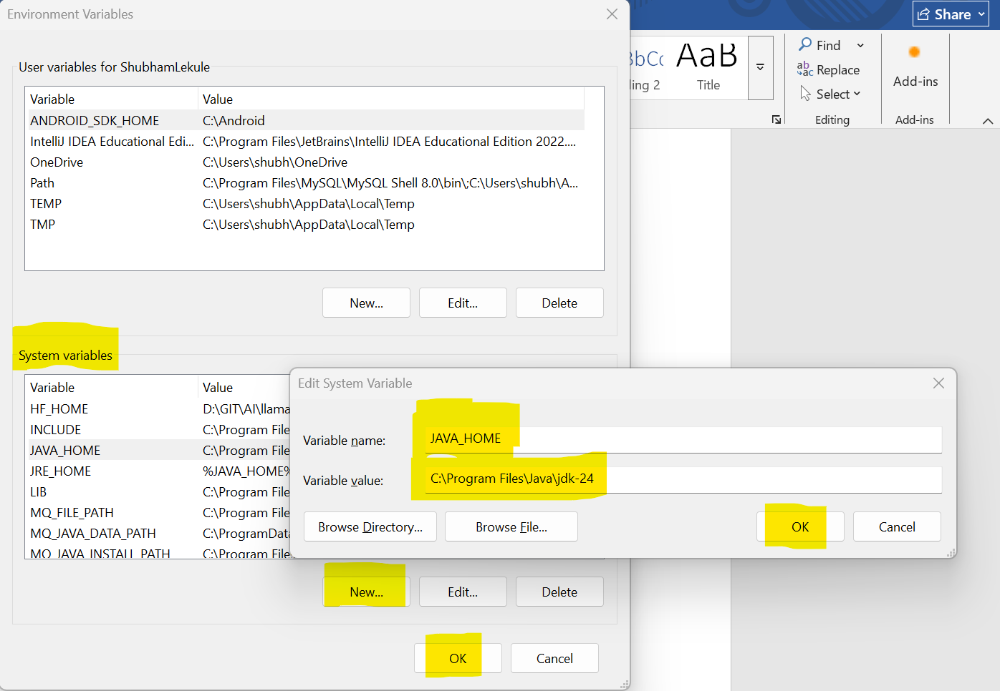 Environment Variables
Share
User variables for ShubhamLekule
Variable Value
ANDROID_SDK_HOME C:\Android
IntelliJ IDEA Educational Edi... C:\Program Files\JetBrains\IntelliJ IDEA Educational Edition 2022....
OneDrive C:\Users\shubh\OneDrive
Path C:\Program Files\MySQL\MySQL Shell 8.0\bin\;C:\Users\shubh\A...
TEMP C:\Users\shubh\AppData\Local\Temp
TMP C:\Users\shubh\AppData\Local\Temp
New... Edit... Delete
AaB
2 Title
Find
Replace
Select
Editing
Add-ins
Add-ins
System variables
Variable Value
HF_HOME D:\GIT\AI\llama
INCLUDE C:\Program File
JAVA_HOME C:\Program File
JRE_HOME %JAVA_HOME%
LIB C:\Program File
MQ_FILE_PATH C:\Program File
MQ_JAVA_DATA_PATH C:\ProgramData
MQ_JAVA_INSTALL_PATH C:\Program File
New... Edit... Delete
OK Cancel
Edit System Variable
Variable name: JAVA_HOME
Variable value: C:\Program Files\Java\jdk-24
Browse Directory... Browse File... OK Cancel